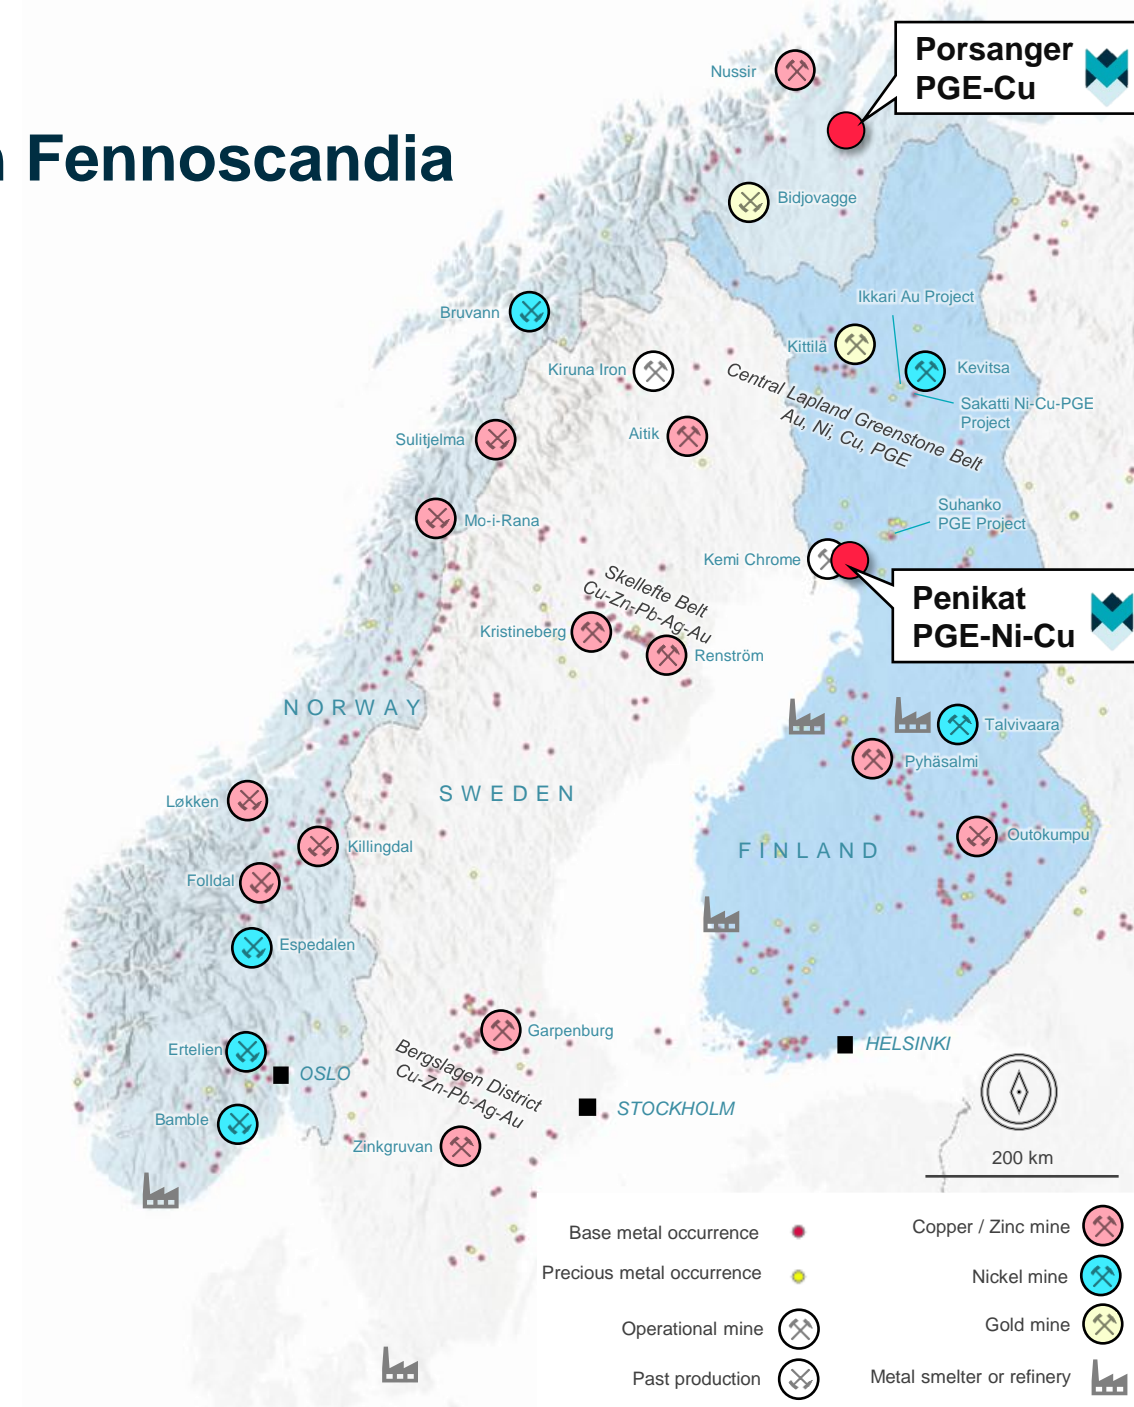 Porsanger
PGE-Cu
Nussir
n Fennoscandia
Bidjovagge
Ikkari Au Project
Bruvann
Kittilä
Kiruna Iron
Kevitsa
Central Lapland Greenstone Belt
Au, Ni, Cu, PGE
Sakatti Ni-Cu-PGE
Project
Sulitjelma
Aitik
Suhanko
PGE Project
Mo-i-Rana
Kemi Chrome
Skellefte Belt
Cu-Zn-Pb-Ag-Au
Penikat
PGE-Ni-Cu
Kristineberg
Renström
NORWAY
Talvivaara
Pyhäsalmi
SWEDEN
Løkken
Killingdal
Outokumpu
FINLAND
Folldal
Espedalen
Garpenburg
HELSINKI
Ertelien
Bergslagen District
Cu-Zn-Pb-Ag-Au
OSLO
STOCKHOLM
Bamble
Zinkgruvan
200 km
Base metal occurrence
Copper / Zinc mine
Precious metal occurrence
Nickel mine
Operational mine
Gold mine
Past production
Metal smelter or refinery